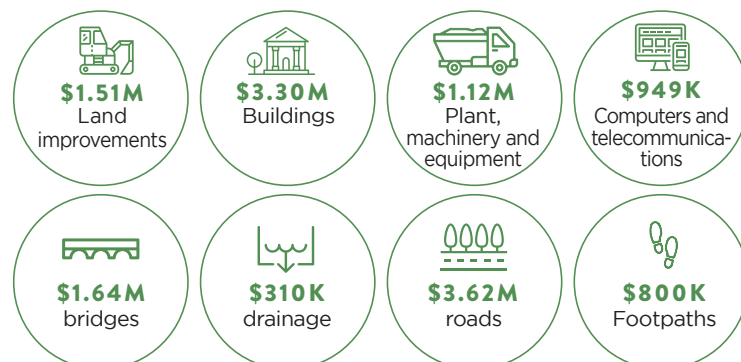 $1.51M
Land
improvements
$3.30M
Buildings
$1.12M
Plant,
machinery and
equipment
$949K
Computers and
telecommunica-
tions
$1.64M
bridges
$310K
drainage
$3.62M
roads
$800K
Footpaths